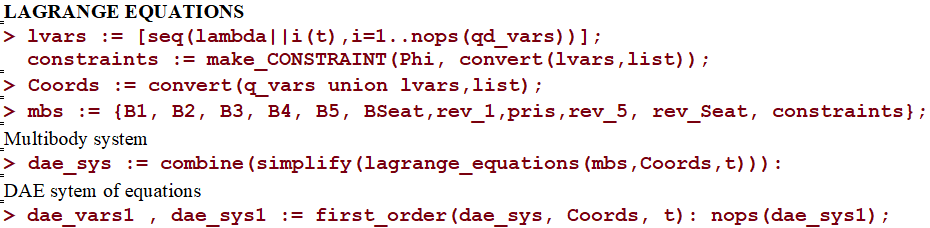 LAGRANGE EQUATIONS
> lvars := [seq(lambda||i(t),i=1..nops(qd_vars))];
constraints := make_CONSTRAINT(Phi, convert(lvars,list));
> Coords := convert(q_vars union lvars,list);
> mbs := {B1, B2, B3, B4, B5, BSeat,rev_1,pris,rev_5, rev_Seat, constraints};
Multibody system
> dae_sys := combine(simplify(lagrange_equations(mbs,Coords,t))):
DAE sytem of equations
> dae_vars1 , dae_sys1 := first_order(dae_sys, Coords, t): nops(dae_sys1);